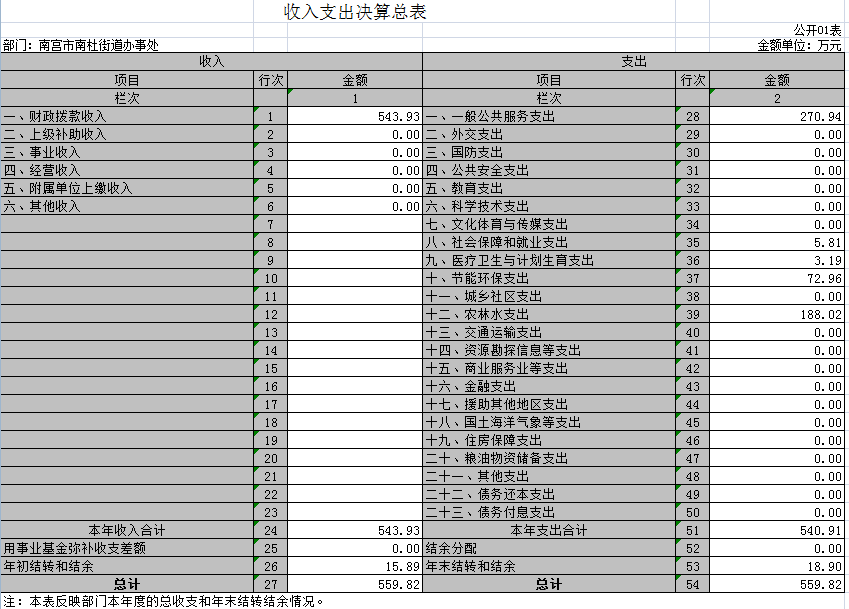 收入支出决算总表
公开01表
部门：南宫市南杜街道办事处 金额单位：万元
收入 支出
项目 行次 金额 项目 行次 金额
栏次 1 栏次 2
一、财政拨款收入 1 543.93 一、一般公共服务支出 28 270.94
二、上级补助收入 2 0.00 二、外交支出 29 0.00
三、事业收入 3 0.00 三、国防支出 30 0.00
四、经营收入 4 0.00 四、公共安全支出 31 0.00
五、附属单位上缴收入 5 0.00 五、教育支出 32 0.00
六、其他收入 6 0.00 六、科学技术支出 33 0.00
7 七、文化体育与传媒支出 34 0.00
8 八、社会保障和就业支出 35 5.81
9 九、医疗卫生与计划生育支出 36 3.19
10 十、节能环保支出 37 72.96
11 十一、城乡社区支出 38 0.00
12 十二、农林水支出 39 188.02
13 十三、交通运输支出 40 0.00
14 十四、资源勘探信息等支出 41 0.00
15 十五、商业服务业等支出 42 0.00
16 十六、金融支出 43 0.00
17 十七、援助其他地区支出 44 0.00
18 十八、国土海洋气象等支出 45 0.00
19 十九、住房保障支出 46 0.00
20 二十、粮油物资储备支出 47 0.00
21 二十一、其他支出 48 0.00
22 二十二、债务还本支出 49 0.00
23 二十三、债务付息支出 50 0.00
本年收入合计 24 543.93 本年支出合计 51 540.91
用事业基金弥补收支差额 25 0.00 结余分配 52 0.00
年初结转和结余 26 15.89 年末结转和结余 53 18.90
总计 27 559.82 总计 54 559.82
注：本表反映部门本年度的总收支和年末结转结余情况。